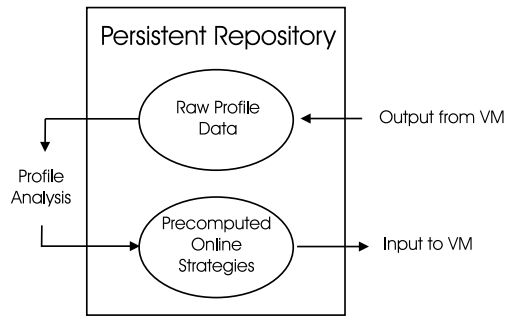 Persistent Repository
Raw Profile
Data
Output from VM
Profile
Analysis
Precomputed
Online
Strategies
Input to VM